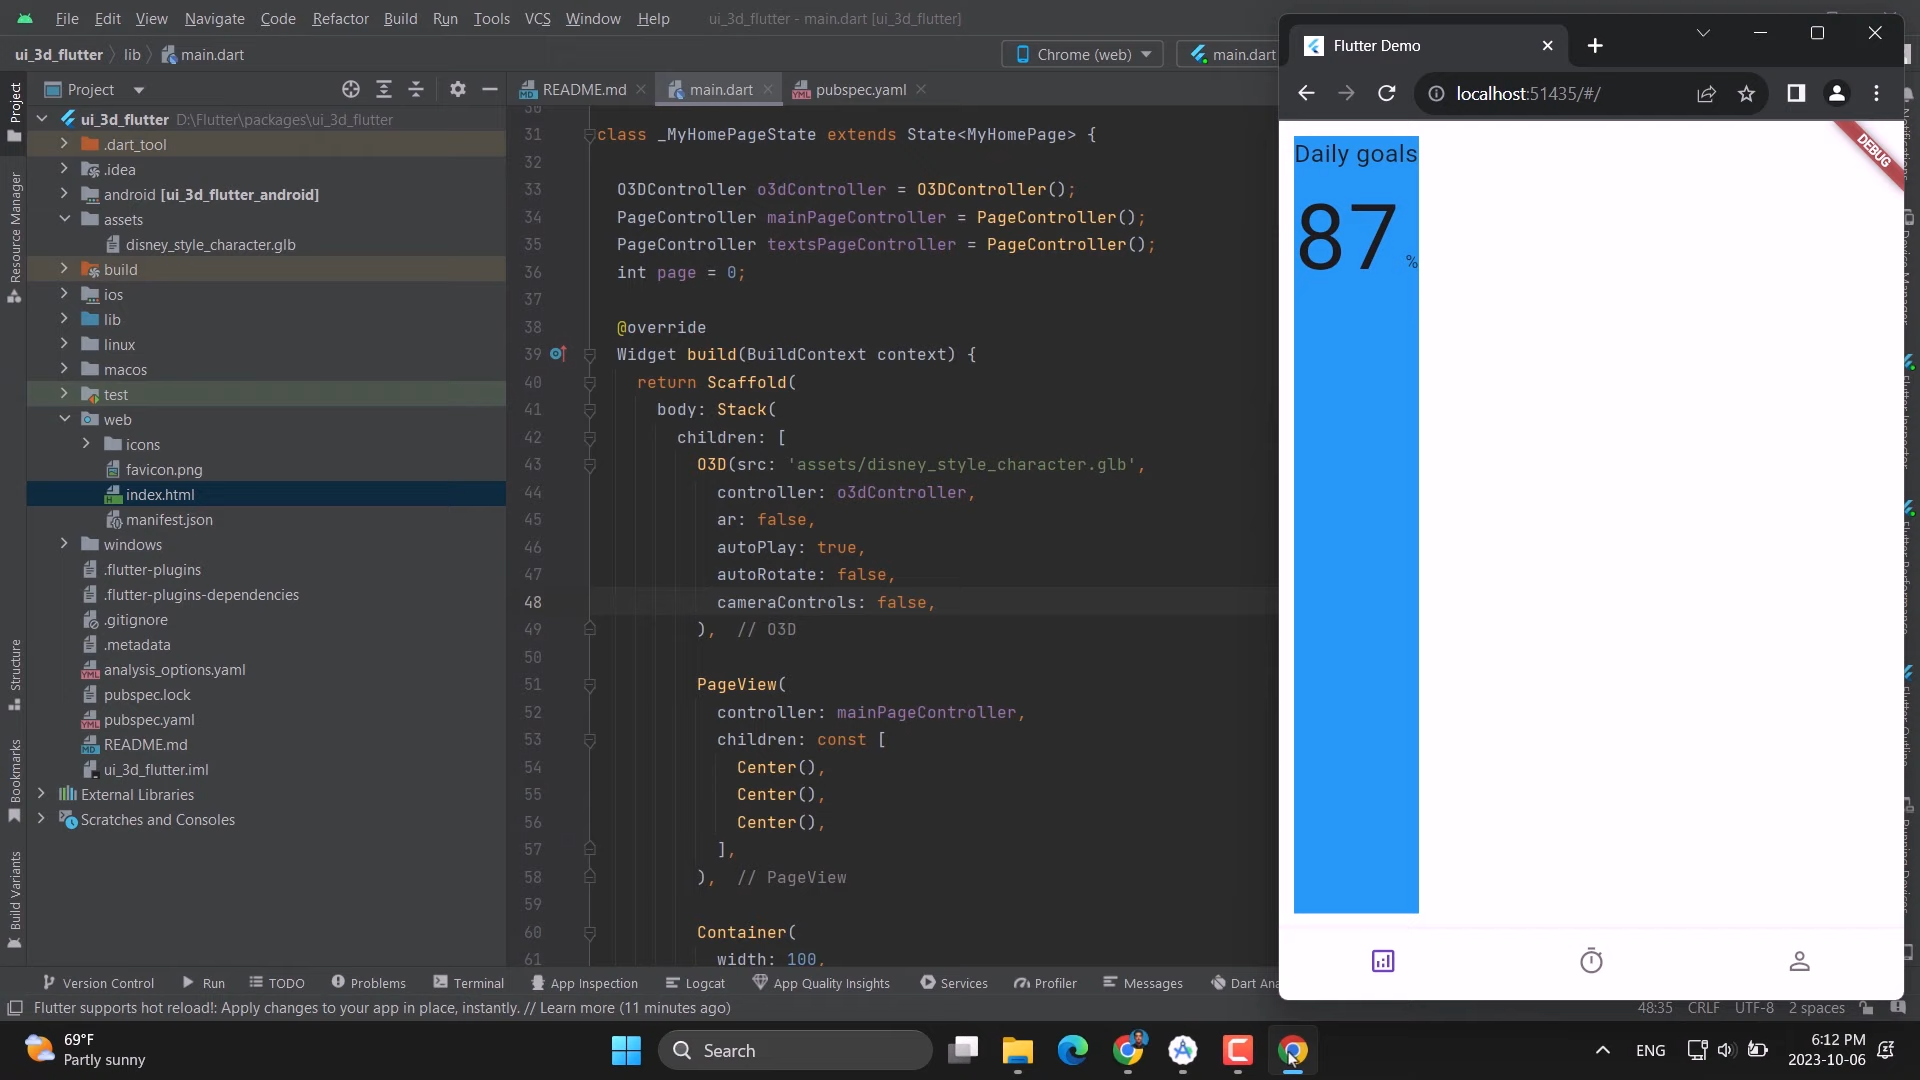 File Edit View Navigate Code Refactor Build Run Tools VCS Window Help ui_3d_flutter - main.dart [ui_3d_flutter]
ui_3d_flutter lib main.dart Chrome (web) main.dart
Project README.md main.dart pubspec.yaml
ui_3d_flutter D:\Flutter\packages\ui_3d_flutter
.dart_tool
.idea
android [ui_3d_flutter_android]
assets
disney_style_character.glb
build
ios
lib
linux
macos
test
web
icons
favicon.png
index.html
manifest.json
windows
.flutter-plugins
.flutter-plugins-dependencies
.gitignore
.metadata
analysis_options.yaml
pubspec.lock
pubspec.yaml
README.md
ui_3d_flutter.iml
External Libraries
Scratches and Consoles
Project
Resource Manager
Structure
Bookmarks
Build Variants
30
31 class _MyHomePageState extends State<MyHomePage> {
32
33 O3DController o3dController = O3DController();
34 PageController mainPageController = PageController();
35 PageController textsPageController = PageController();
36 int page = 0;
37
38 @override
39 Widget build(BuildContext context) {
40 return Scaffold(
41 body: Stack(
42 children: [
43 O3D(src: 'assets/disney_style_character.glb',
44 controller: o3dController,
45 ar: false,
46 autoPlay: true,
47 autoRotate: false,
48 cameraControls: false,
49 ), // O3D
50
51 PageView(
52 controller: mainPageController,
53 children: const [
54 Center(),
55 Center(),
56 Center(),
57 ],
58 ), // PageView
59
60 Container(
61 width: 100,
Flutter Demo
localhost:51435/#/
DEBUG
Daily goals
87 %
Version Control Run TODO Problems Terminal App Inspection Logcat App Quality Insights Services Profiler Messages Dart Ana
Flutter supports hot reload!: Apply changes to your app in place, instantly. // Learn more (11 minutes ago) 48:35 CRLF UTF-8 2 spaces
69°F
Partly sunny
Search
ENG
6:12 PM
2023-10-06